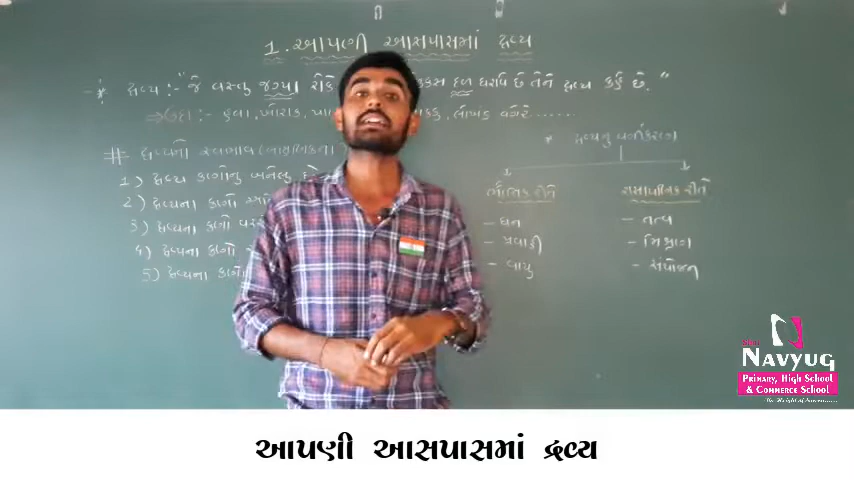 1. આપણી આસપાસમાં દ્રવ્ય
* દ્રવ્ય :- "જે વસ્તુ જગ્યા રોકે દળ ધરાવે છે તેને દ્રવ્ય કહે છે."
:- હવા, ખોરાક, લોખંડ વગેરે......
* દ્રવ્યનું વર્ગીકરણ
# દ્રવ્યનો સ્વભાવ
1) દ્રવ્ય કણોનું બનેલું
ભૌતિક રીતે રાસાયણિક રીતે
2) દ્રવ્યના કણો
- ઘન - તત્વ
3) દ્રવ્યના કણો
- પ્રવાહી - મિશ્રણ
4) દ્રવ્યના કણો
- વાયુ - સંયોજન
5) દ્રવ્યના કણો
NAVYUG
PRIMARY, HIGH SCHOOL
& COMMERCE SCHOOL
આપણી આસપાસમાં દ્રવ્ય